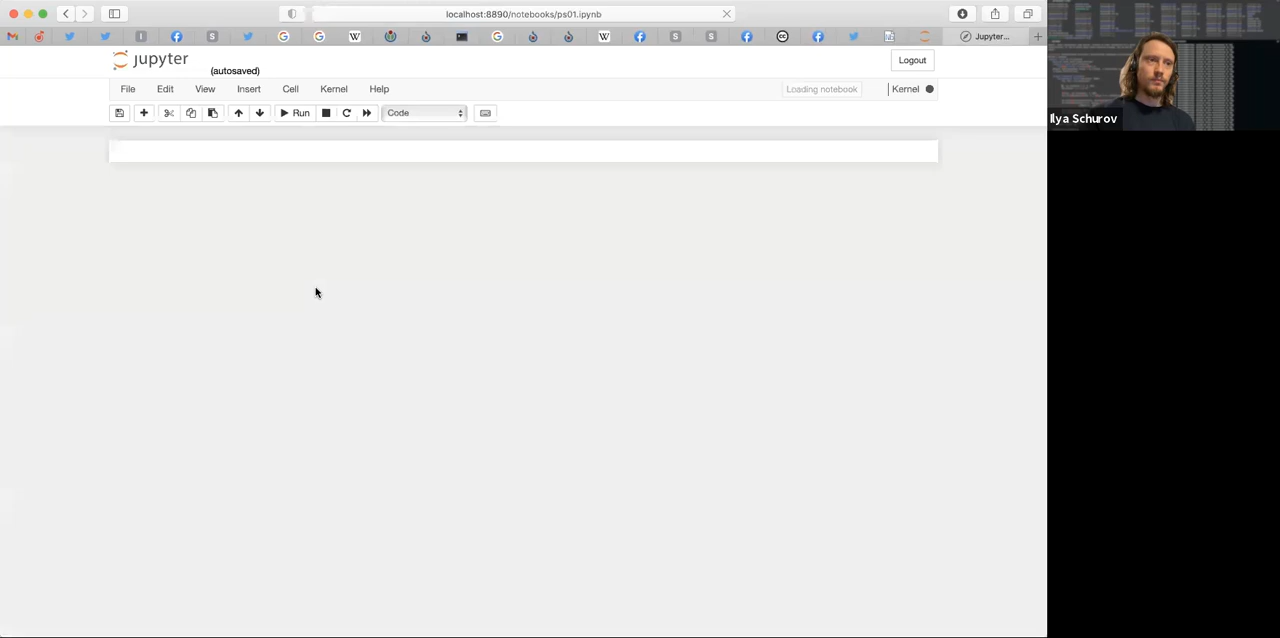 localhost:8890/notebooks/ps01.ipynb
Jupyter...
jupyter
(autosaved)
Logout
File Edit View Insert Cell Kernel Help
Loading notebook
Kernel
Run
Code
Ilya Schurov